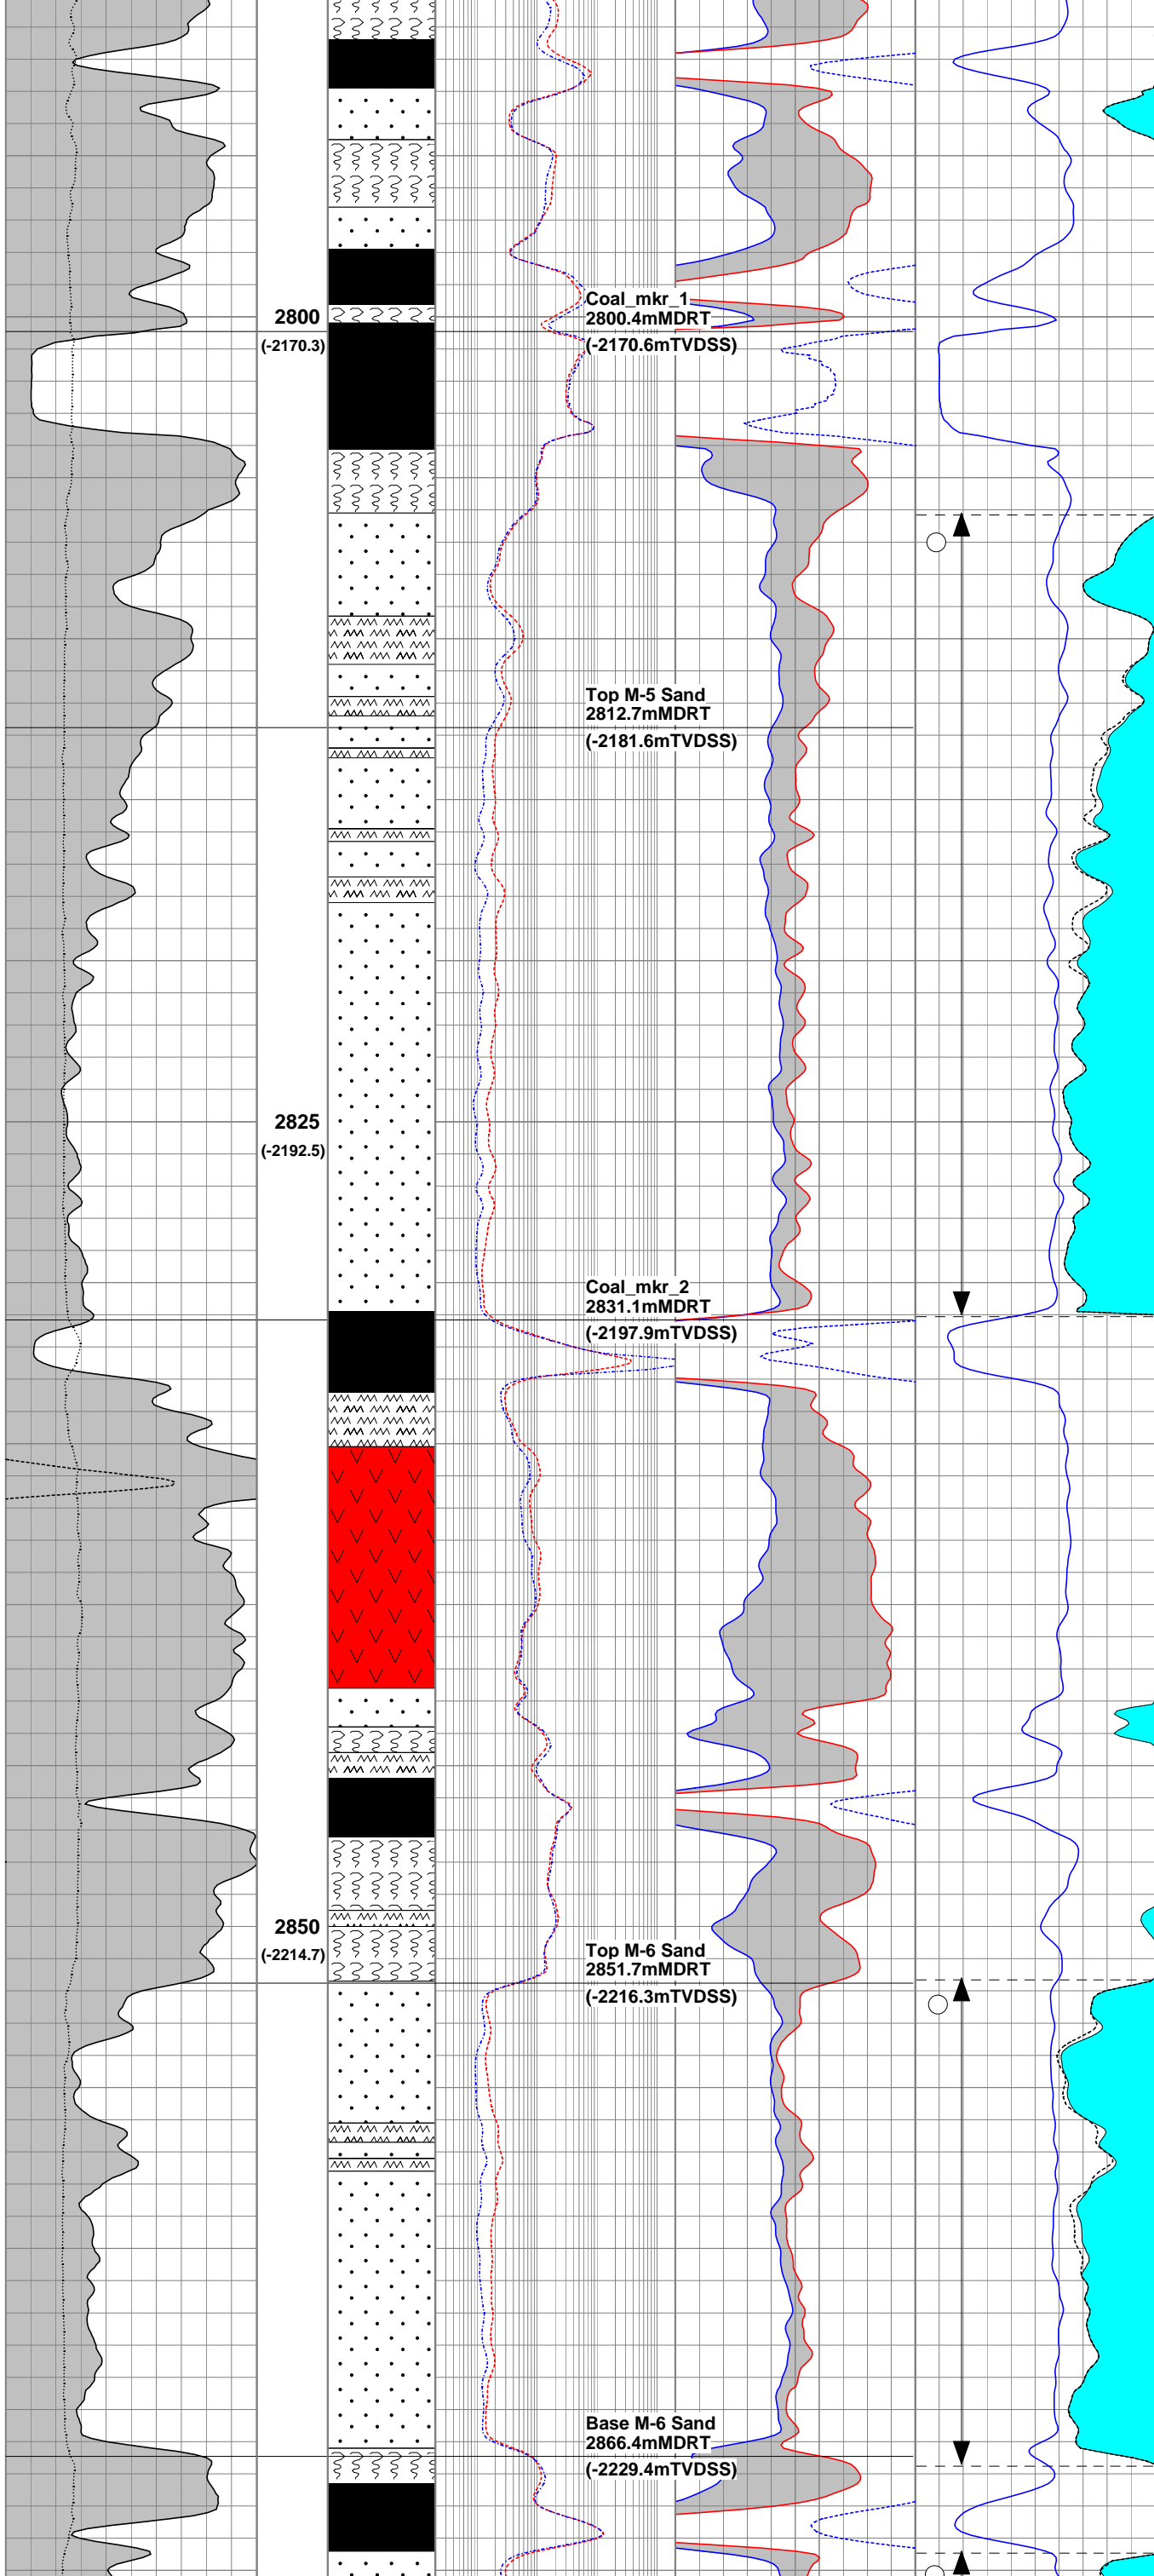 Coal_mkr_1
2800
2800.4mMDRT
(-2170.3)
(-2170.6mTVDSS)
Top M-5 Sand
2812.7mMDRT
(-2181.6mTVDSS)
2825
(-2192.5)
Coal_mkr_2
2831.1mMDRT
(-2197.9mTVDSS)
2850
(-2214.7)
Top M-6 Sand
2851.7mMDRT
(-2216.3mTVDSS)
Base M-6 Sand
2866.4mMDRT
(-2229.4mTVDSS)